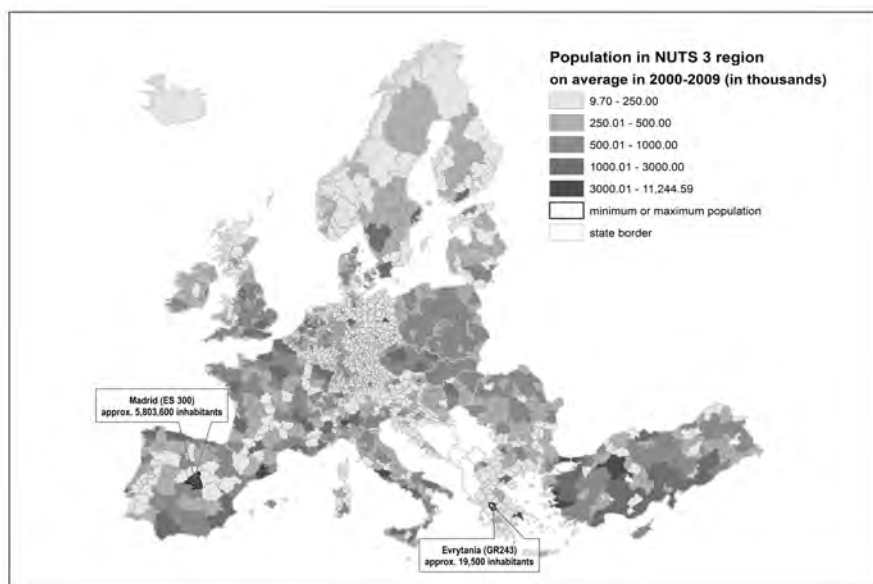 Population in NUTS 3 region
on average in 2000-2009 (in thousands)
9.70 - 250.00
250.01 - 500.00
500.01 - 1000.00
1000.01 - 3000.00
3000.01 - 11,244.59
minimum or maximum population
state border
Madrid (ES 300)
approx. 5,803,600 inhabitants
Evrytania (GR243)
approx. 19,500 inhabitants